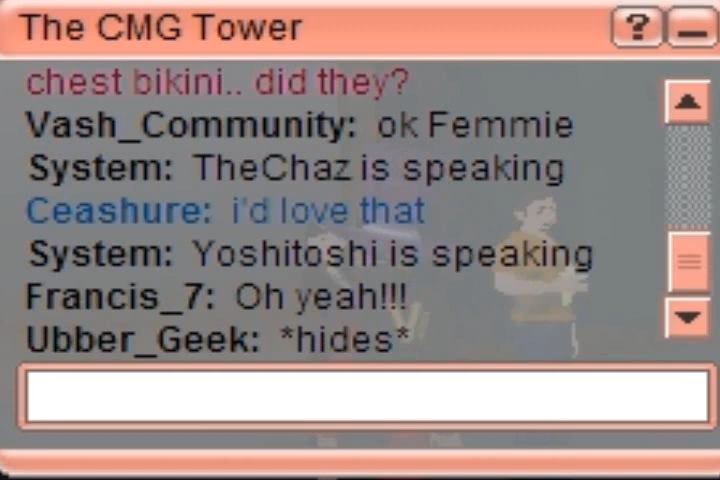 The CMG Tower
?
chest bikini.. did they?
Vash_Community: ok Femmie
System: TheChaz is speaking
Ceashure: i'd love that
System: Yoshitoshi is speaking
Francis_7: Oh yeah!!!
Ubber_Geek: *hides*